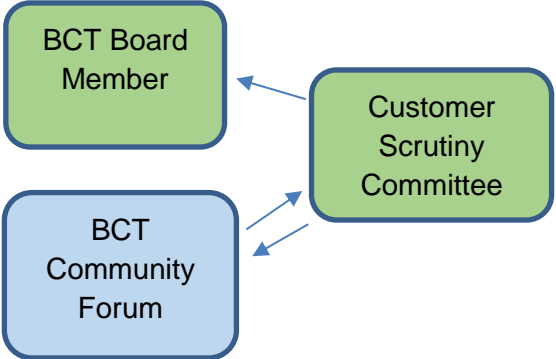 BCT Board
Member
Customer
Scrutiny
Committee
BCT
Community
Forum